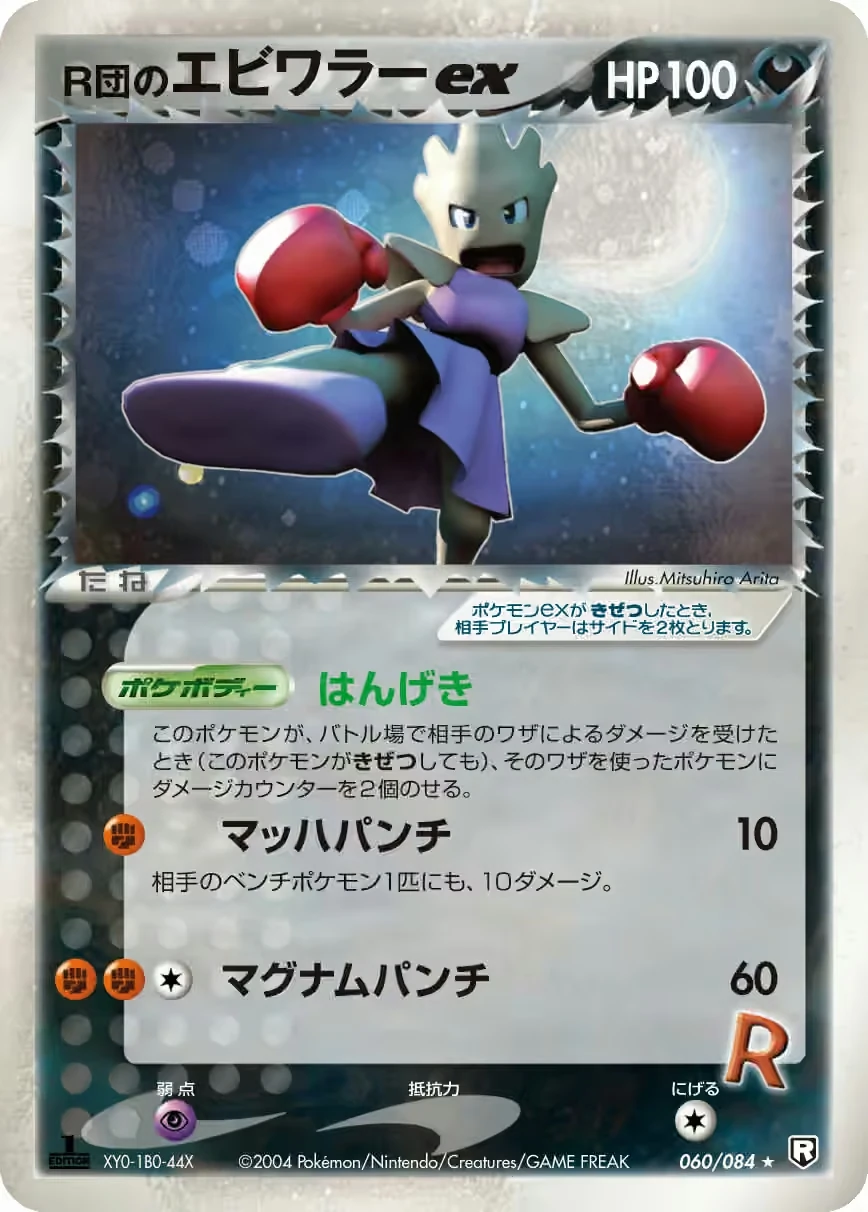 R団のエビワラーex HP100
たね
Illus.Mitsuhiro Arita
ポケモンexが きぜつしたとき、
相手プレイヤーはサイドを2枚とります。
ポケボディー はんげき
このポケモンが、バトル場で相手のワザによるダメージを受けた
とき(このポケモンがきぜつしても)、そのワザを使ったポケモンに
ダメージカウンターを2個のせる。
マッハパンチ 10
相手のベンチポケモン1匹にも、10ダメージ。
マグナムパンチ 60
R
弱点 抵抗力 にげる
1 EDITION XY0-1B0-44X ©2004 Pokémon/Nintendo/Creatures/GAME FREAK 060/084 ★ R